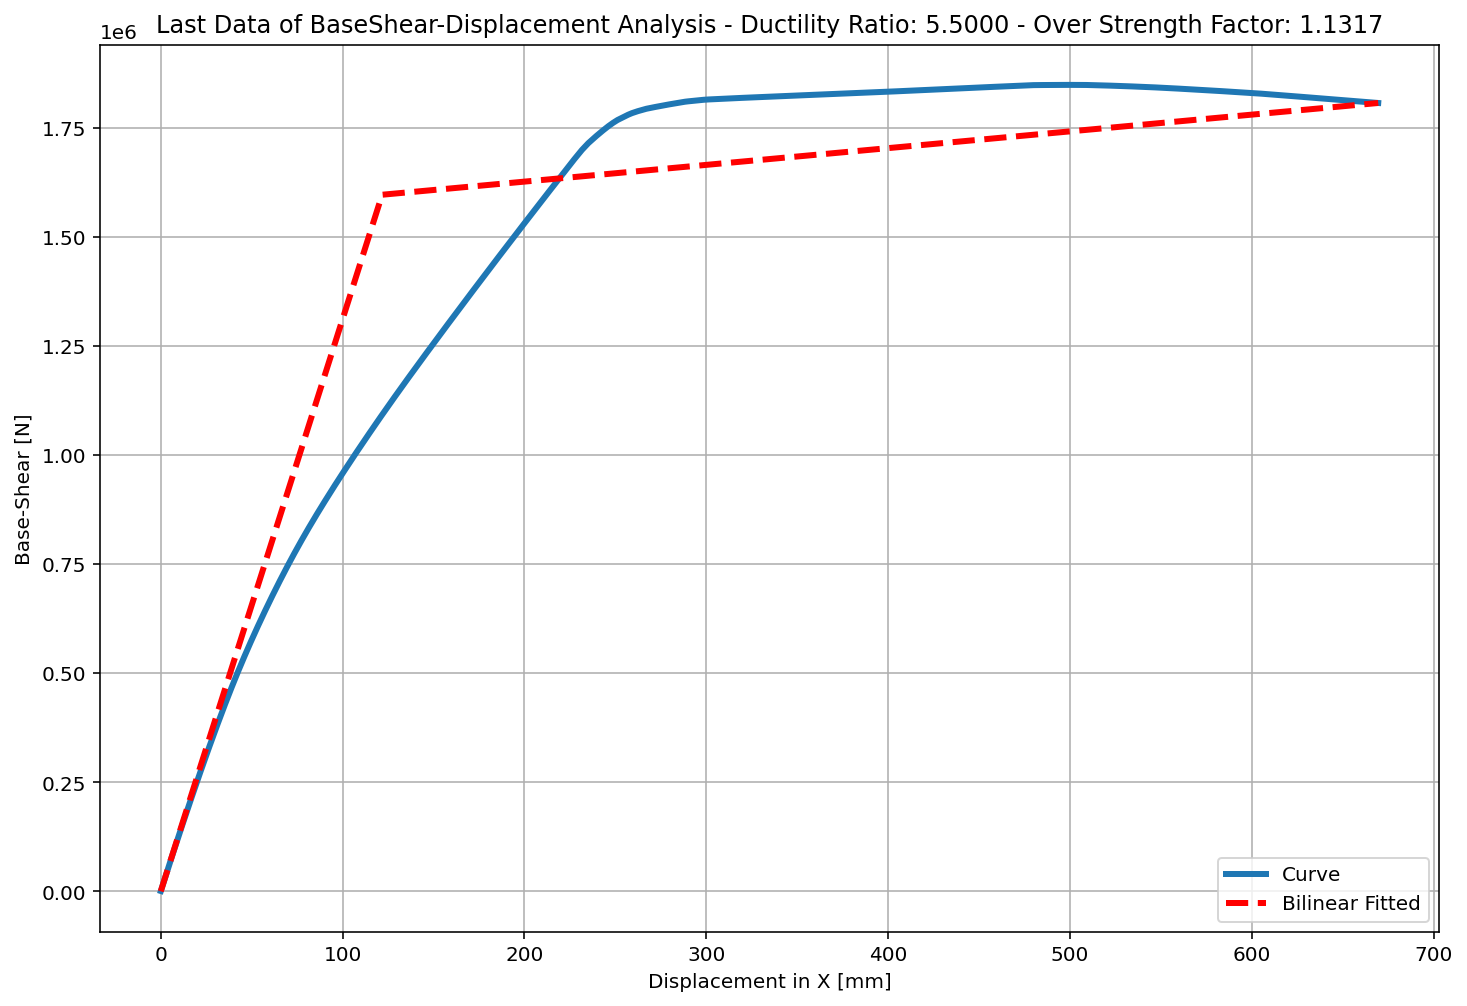 Last Data of BaseShear-Displacement Analysis - Ductility Ratio: 5.5000 - Over Strength Factor: 1.1317
1e6
1.75
1.50
1.25
1.00
0.75
0.50
0.25
0.00
Base-Shear [N]
0 100 200 300 400 500 600 700
Displacement in X [mm]
Curve
Bilinear Fitted